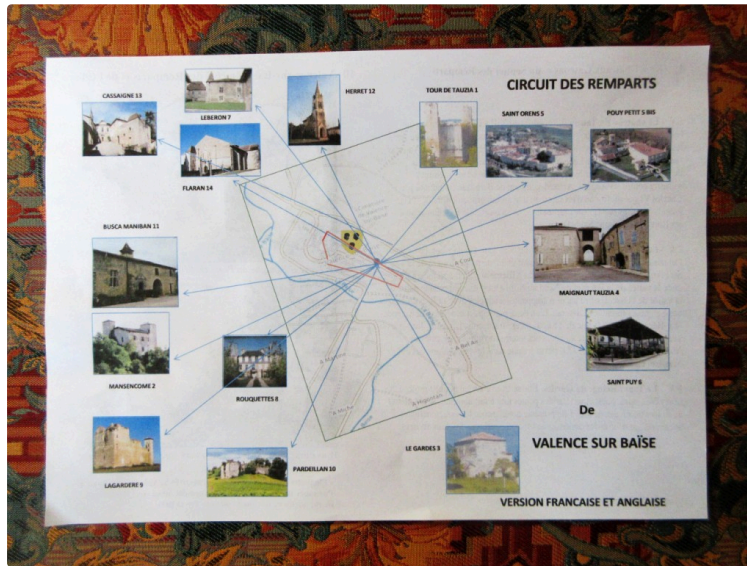 CIRCUIT DES REMPARTS
CASSAIGNE 13
LEBERON 7
HERRET 12
TOUR DE TAUZIA 1
SAINT ORENS 5
POUY PETIT 5 BIS
FLARAN 14
BUSCA MANIBAN 11
MAIGNAUT TAUZIA 4
MANSENCOME 2
ROUQUETTES 8
SAINT PUY 6
De
VALENCE SUR BAÏSE
LE GARDES 3
PARDEILLAN 10
LAGARDERE 9
VERSION FRANCAISE ET ANGLAISE